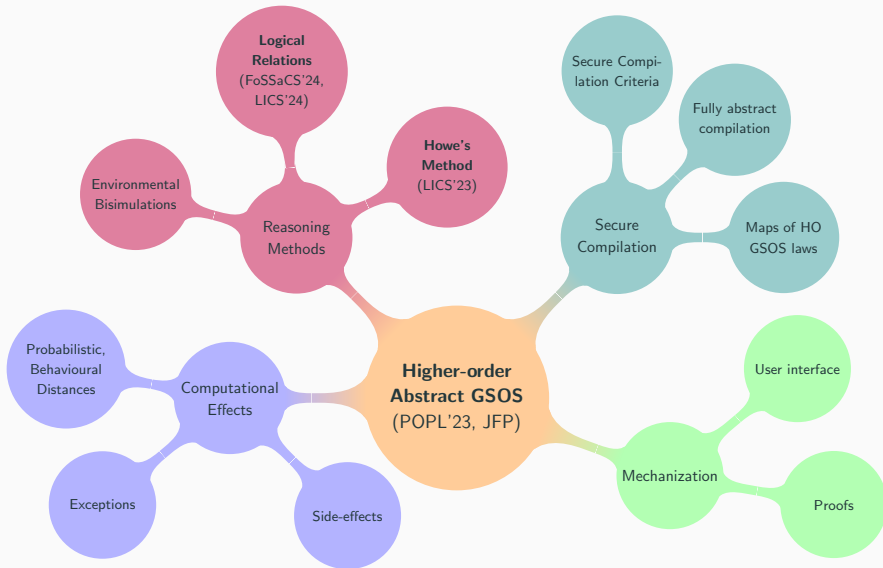 Logical
Relations
(FoSSaCS'24,
LICS'24)
Howe's
Method
(LICS'23)
Environmental
Bisimulations
Reasoning
Methods
Secure Compi-
lation Criteria
Fully abstract
compilation
Secure
Compilation
Maps of HO
GSOS laws
Higher-order
Abstract GSOS
(POPL'23, JFP)
Probabilistic,
Behavioural
Distances
Computational
Effects
Exceptions
Side-effects
User interface
Mechanization
Proofs